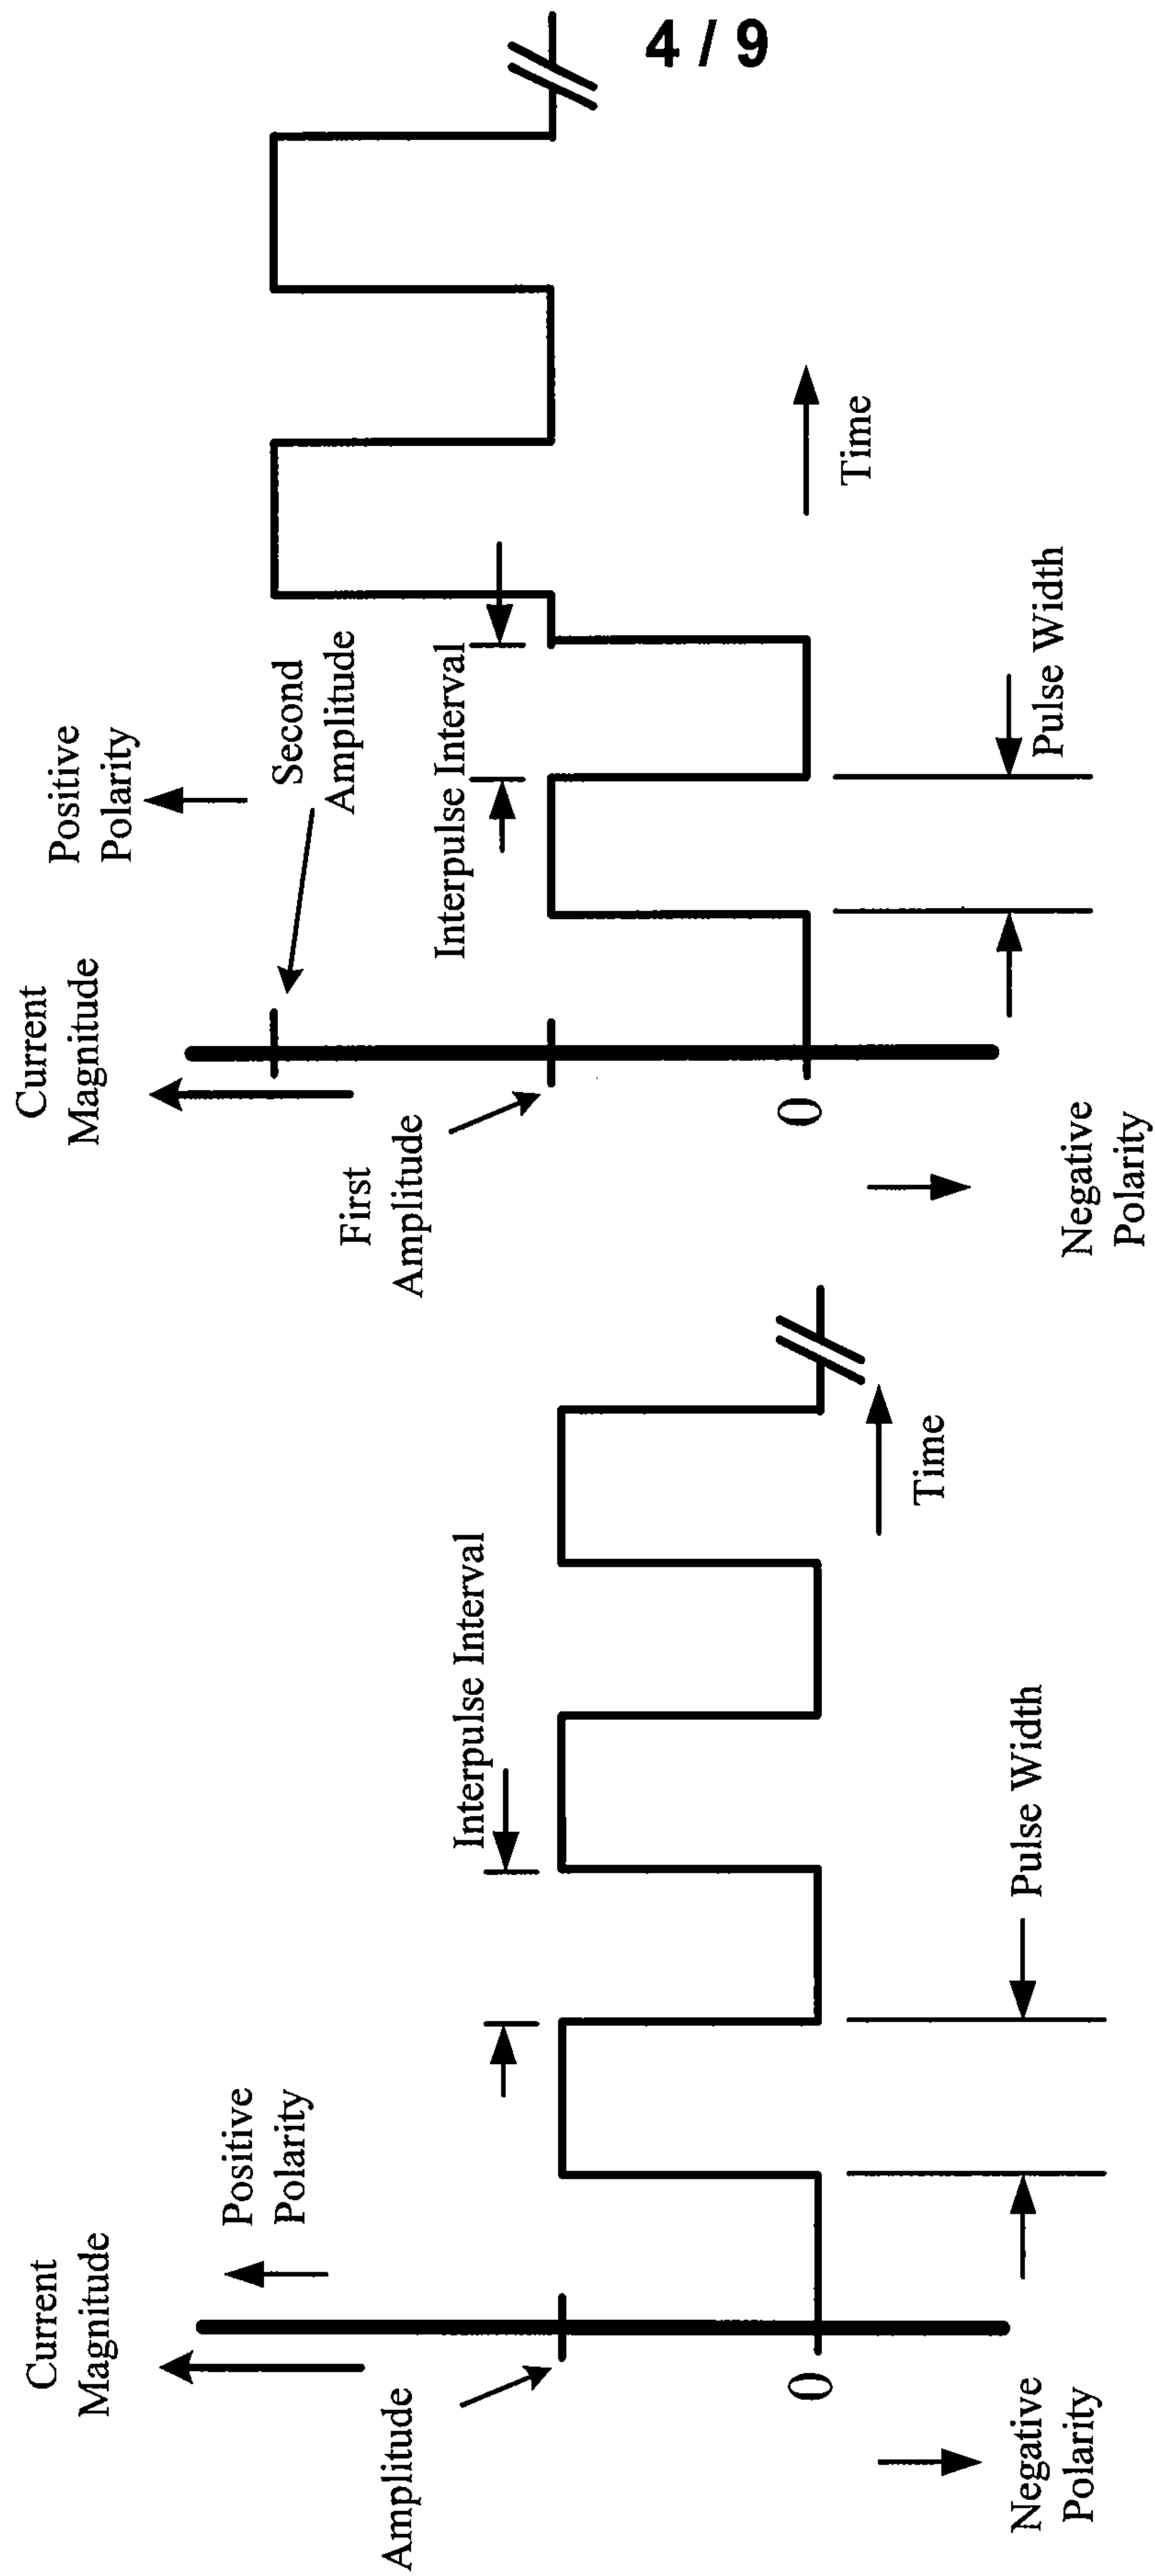 4 / 9
Current
Magnitude
Positive
Polarity
Amplitude
Interpulse Interval
0
Time
Pulse Width
Negative
Polarity
Current
Magnitude
Positive
Polarity
Second
Amplitude
First
Amplitude
Interpulse Interval
0
Time
Pulse Width
Negative
Polarity